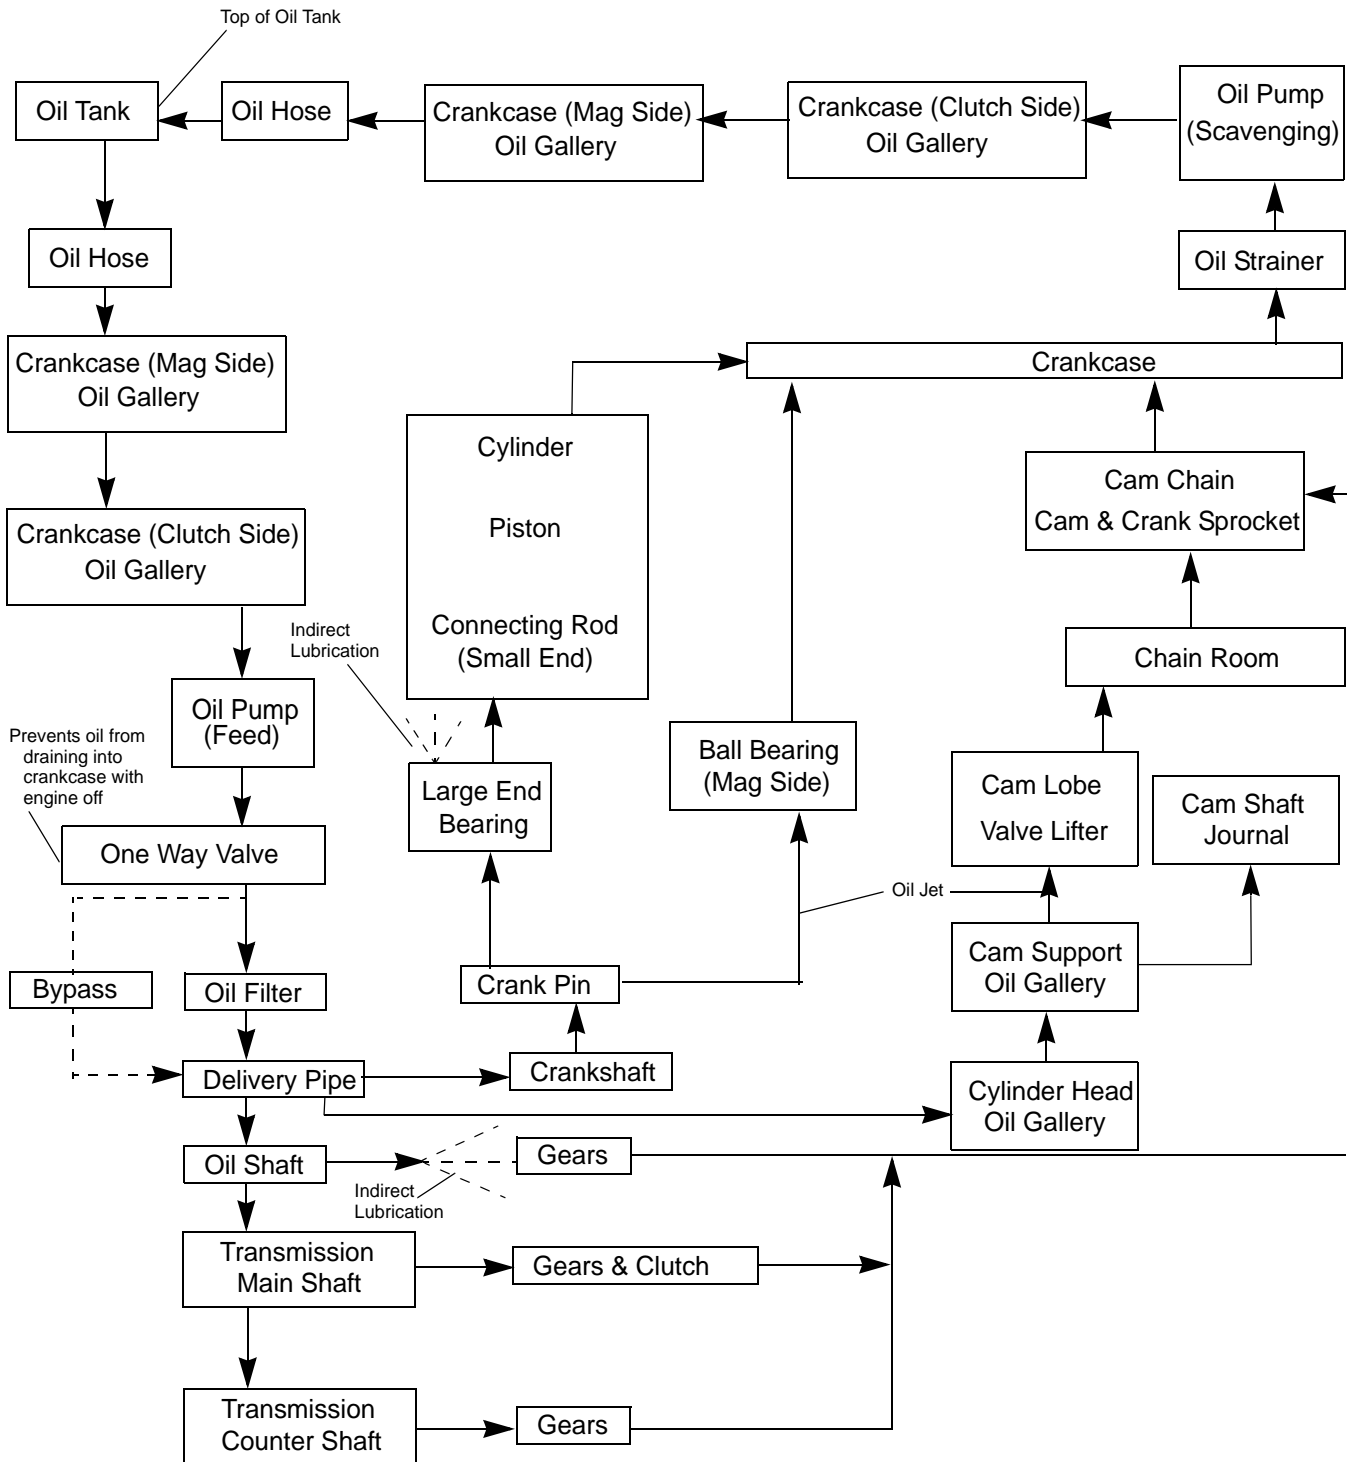 Top of Oil Tank
Oil Tank
Oil Hose
Crankcase (Mag Side)
Oil Gallery
Crankcase (Clutch Side)
Oil Gallery
Oil Pump
(Scavenging)
Oil Hose
Oil Strainer
Crankcase (Mag Side)
Oil Gallery
Crankcase
Cylinder
Piston
Connecting Rod
(Small End)
Cam Chain
Cam & Crank Sprocket
Crankcase (Clutch Side)
Oil Gallery
Indirect
Lubrication
Chain Room
Oil Pump
(Feed)
Prevents oil from
draining into
crankcase with
engine off
Large End
Bearing
Ball Bearing
(Mag Side)
Cam Lobe
Valve Lifter
Cam Shaft
Journal
One Way Valve
Oil Jet
Bypass
Oil Filter
Crank Pin
Cam Support
Oil Gallery
Delivery Pipe
Crankshaft
Cylinder Head
Oil Gallery
Oil Shaft
Gears
Indirect
Lubrication
Transmission
Main Shaft
Gears & Clutch
Transmission
Counter Shaft
Gears